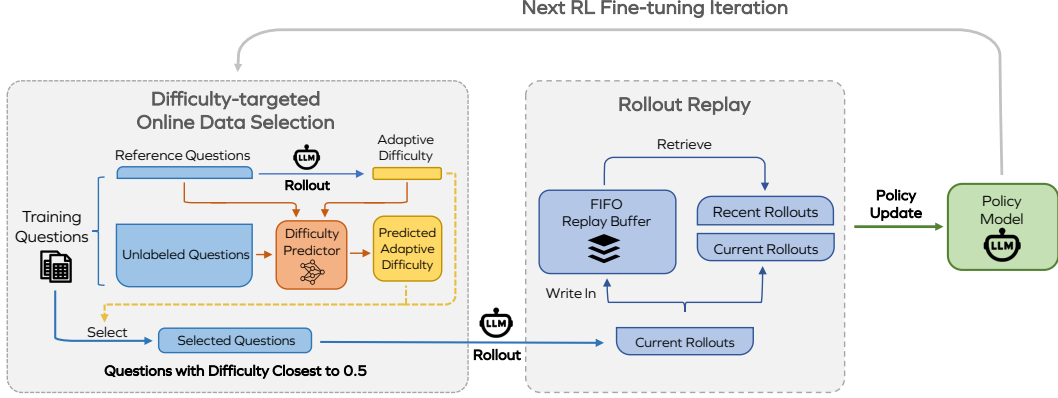 Next RL Fine-tuning Iteration
Difficulty-targeted
Online Data Selection
Reference Questions
LLM
Rollout
Adaptive
Difficulty
Training
Questions
Unlabeled Questions
Difficulty
Predictor
Predicted
Adaptive
Difficulty
Select
Selected Questions
Questions with Difficulty Closest to 0.5
LLM
Rollout
Rollout Replay
Retrieve
FIFO
Replay Buffer
Recent Rollouts
Current Rollouts
Write In
Current Rollouts
Policy
Update
Policy
Model
LLM